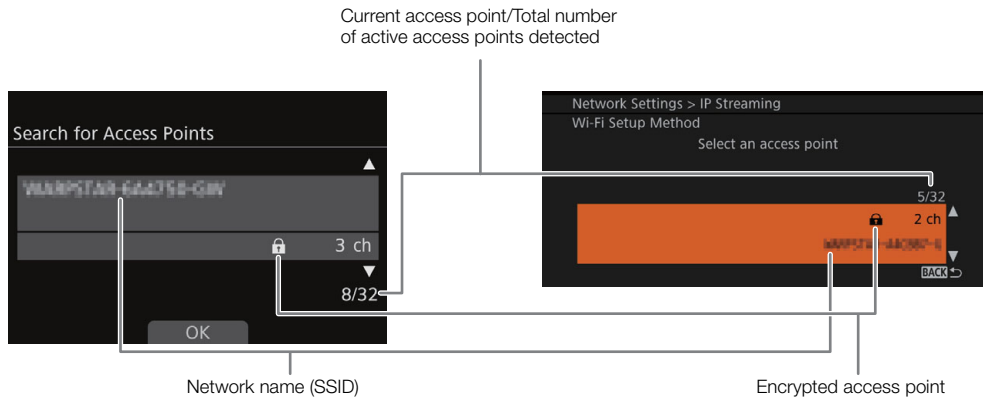 Current access point/Total number
of active access points detected
Search for Access Points
3 ch
8/32
OK
Network Settings > IP Streaming
Wi-Fi Setup Method
Select an access point
5/32
2 ch
BACK
Network name (SSID)
Encrypted access point